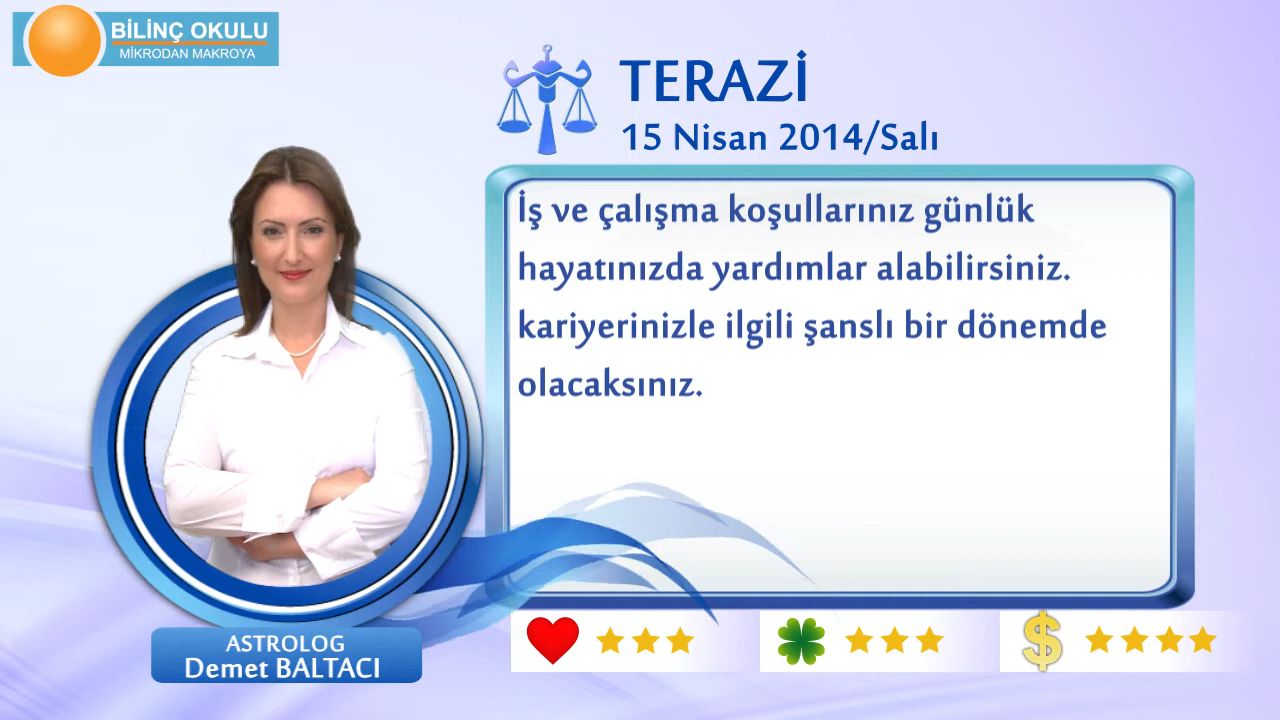 BİLİNÇ OKULU
MİKRODAN MAKROYA
TERAZİ
15 Nisan 2014/Salı
İş ve çalışma koşullarınız günlük
hayatınızda yardımlar alabilirsiniz.
kariyerinizle ilgili şanslı bir dönemde
olacaksınız.
ASTROLOG
Demet BALTACI